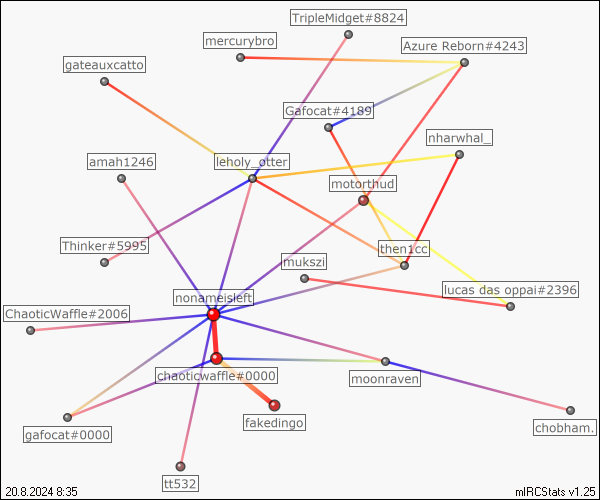 TripleMidget#8824
mercurybro
Azure Reborn#4243
gateauxcatto
Gafocat#4189
nharwhal_
amah1246
leholy_otter
motorthud
Thinker#5995
then1cc
mukszi
lucas das oppai#2396
nonameisleft
ChaoticWaffle#2006
chaoticwaffle#0000
moonraven
fakedingo
chobham.
gafocat#0000
tt532
20.8.2024 8:35
mIRCStats v1.25